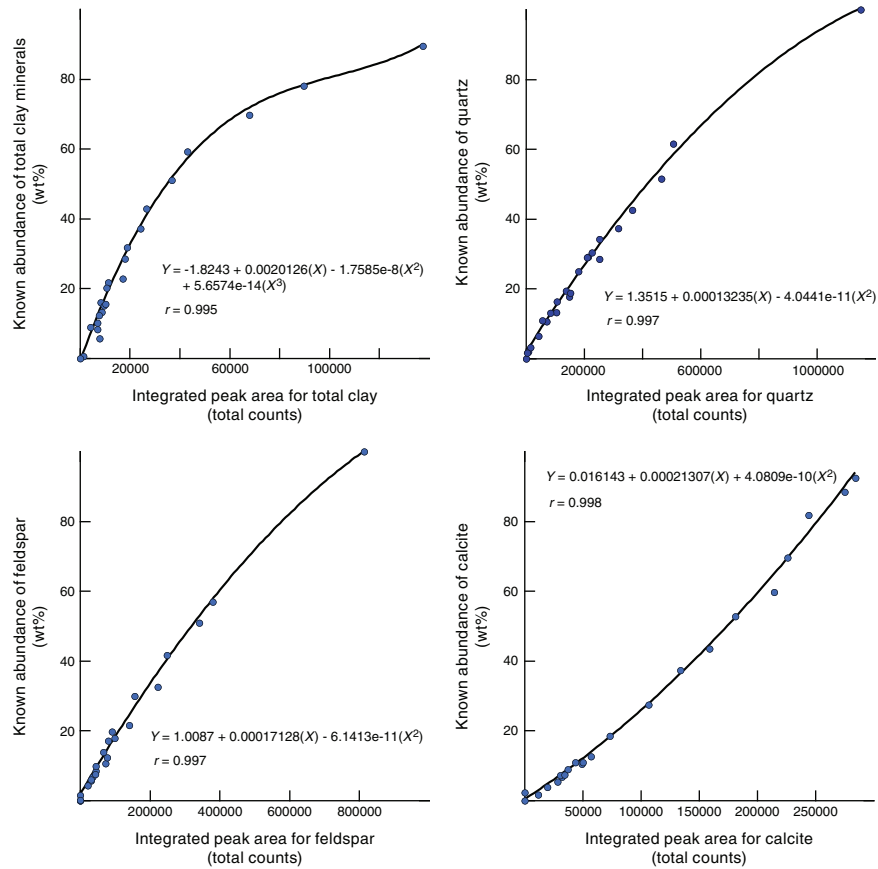 Known abundance of total clay minerals
(wt%)
80
60
40
20
Y = -1.8243 + 0.0020126(X) - 1.7585e-8(X2)
+ 5.6574e-14(X3)
r = 0.995
20000 60000 100000
Integrated peak area for total clay
(total counts)
Known abundance of quartz
(wt%)
80
60
40
20
Y = 1.3515 + 0.00013235(X) - 4.0441e-11(X2)
r = 0.997
200000 600000 1000000
Integrated peak area for quartz
(total counts)
Known abundance of feldspar
(wt%)
80
60
40
20
Y = 1.0087 + 0.00017128(X) - 6.1413e-11(X2)
r = 0.997
200000 400000 600000 800000
Integrated peak area for feldspar
(total counts)
Known abundance of calcite
(wt%)
Y = 0.016143 + 0.00021307(X) + 4.0809e-10(X2)
r = 0.998
80
60
40
20
50000 100000 150000 200000 250000
Integrated peak area for calcite
(total counts)